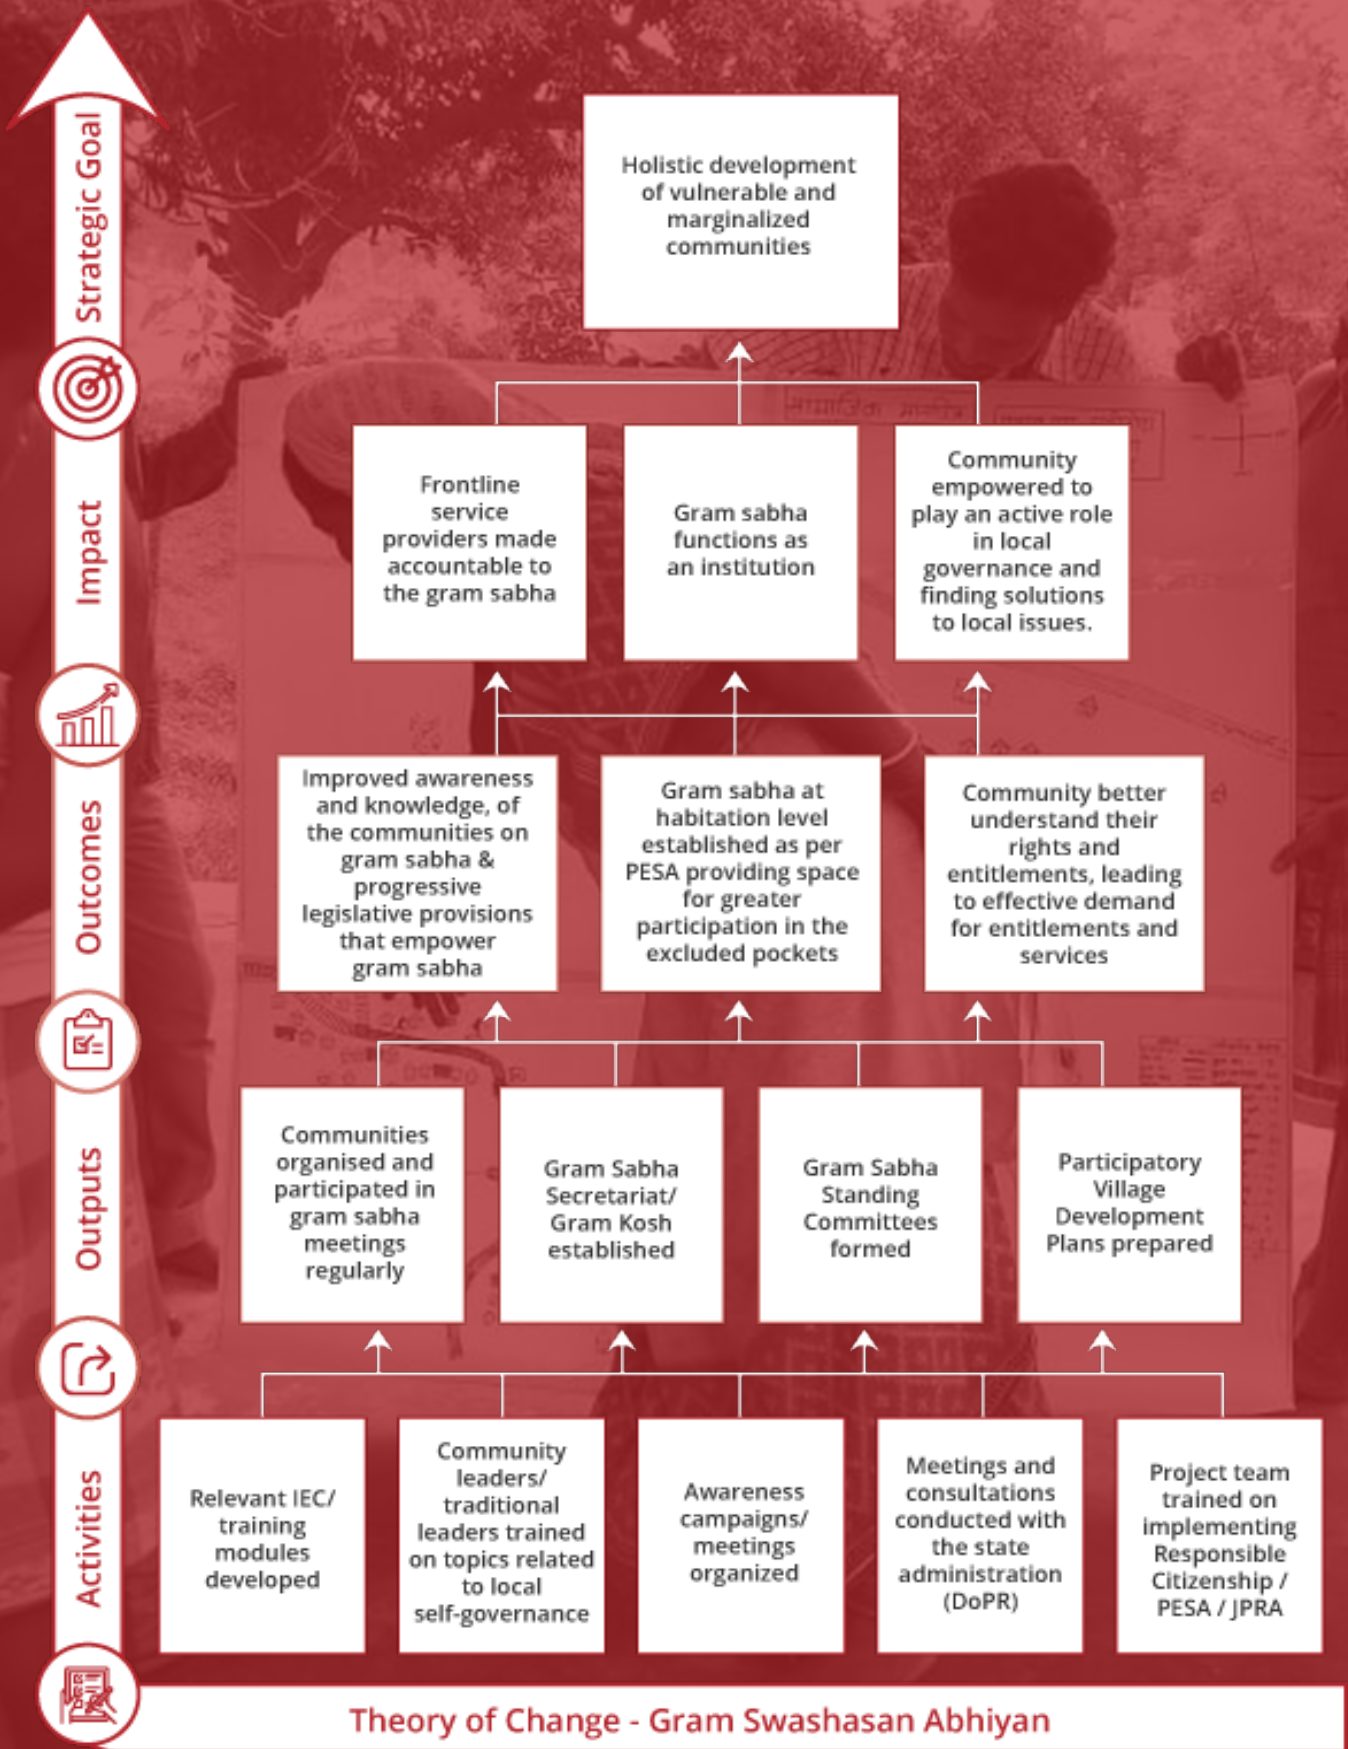 Strategic Goal
Holistic development
of vulnerable and
marginalized
communities
Impact
Frontline
service
providers made
accountable to
the gram sabha
Gram sabha
functions as
an institution
Community
empowered to
play an active role
in local
governance and
finding solutions
to local issues.
Outcomes
Improved awareness
and knowledge, of
the communities on
gram sabha &
progressive
legislative provisions
that empower
gram sabha
Gram sabha at
habitation level
established as per
PESA providing space
for greater
participation in the
excluded pockets
Community better
understand their
rights and
entitlements, leading
to effective demand
for entitlements and
services
Outputs
Communities
organised and
participated in
gram sabha
meetings
regularly
Gram Sabha
Secretariat/
Gram Kosh
established
Gram Sabha
Standing
Committees
formed
Participatory
Village
Development
Plans prepared
Activities
Relevant IEC/
training
modules
developed
Community
leaders/
traditional
leaders trained
on topics related
to local
self-governance
Awareness
campaigns/
meetings
organized
Meetings and
consultations
conducted with
the state
administration
(DoPR)
Project team
trained on
implementing
Responsible
Citizenship /
PESA / JPRA
Theory of Change - Gram Swashasan Abhiyan